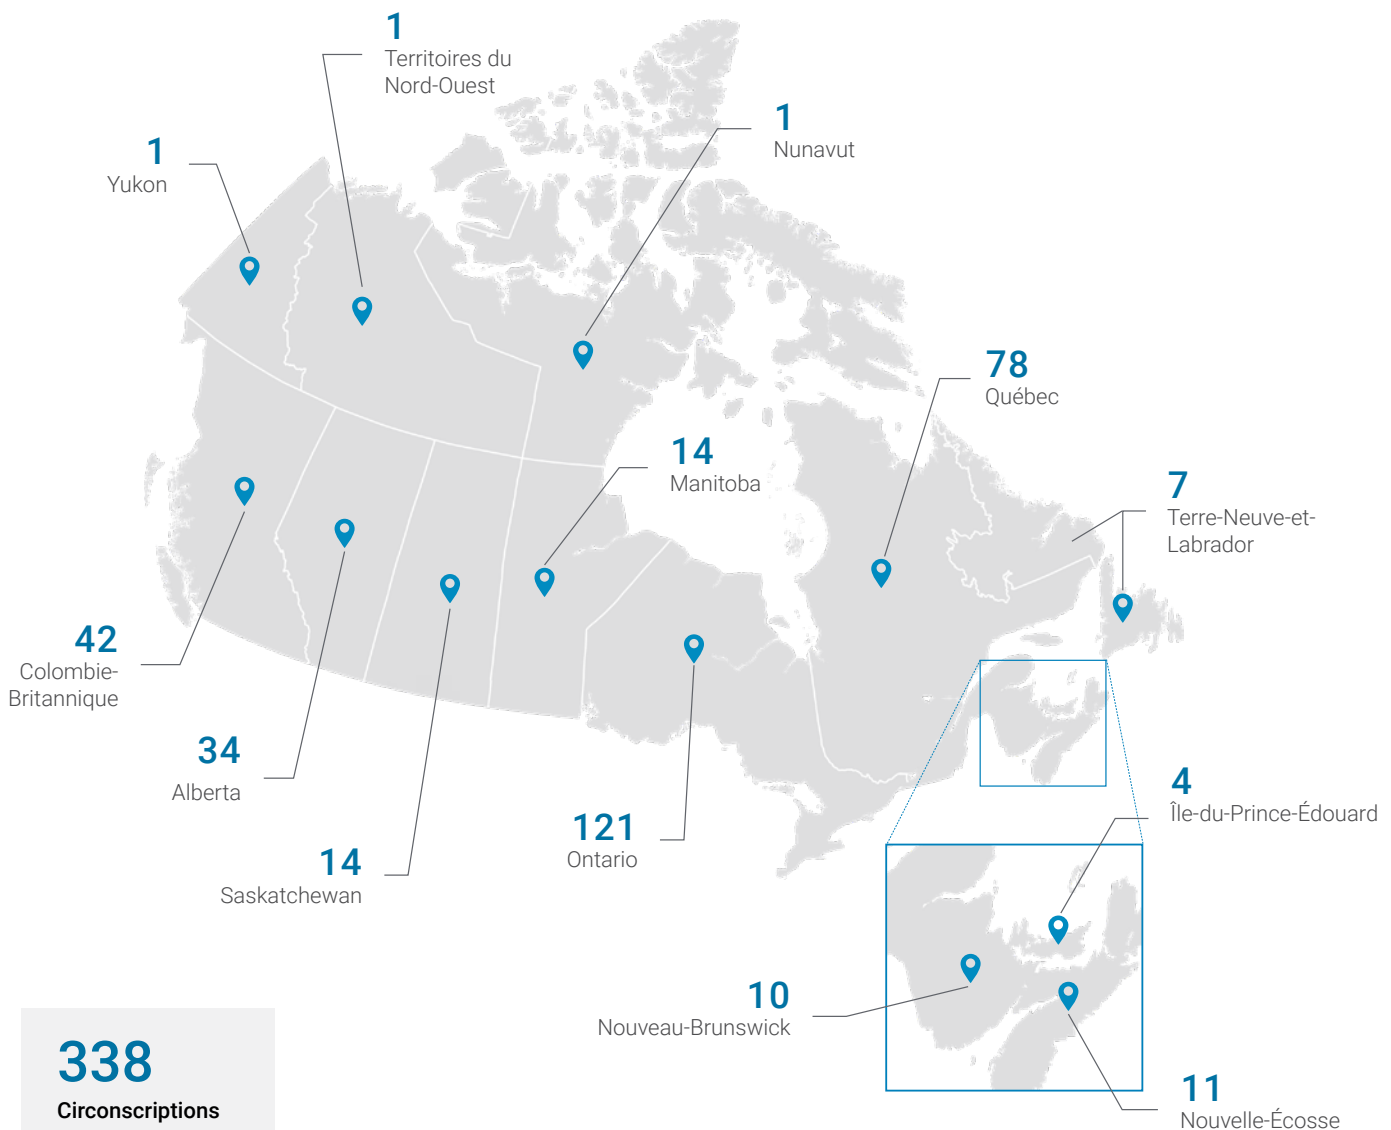 1
Territoires du
Nord-Ouest
1
Nunavut
1
Yukon
78
Québec
14
Manitoba
7
Terre-Neuve-et-
Labrador
42
Colombie-
Britannique
34
Alberta
4
Île-du-Prince-Édouard
121
Ontario
14
Saskatchewan
10
Nouveau-Brunswick
338
Circonscriptions
11
Nouvelle-Écosse